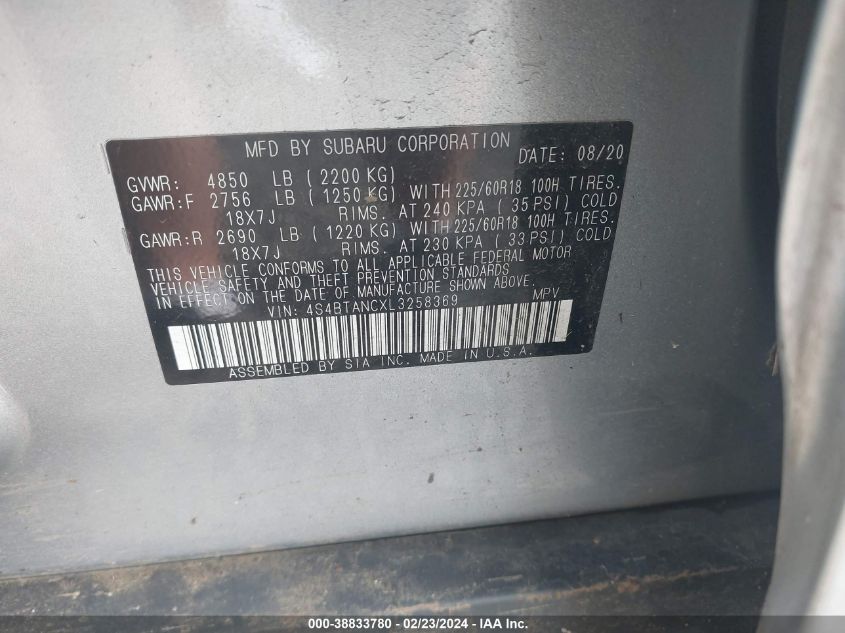 MFD BY SUBARU CORPORATION DATE: 08/20
GVWR: 4850 LB ( 2200 KG)
GAWR:F 2756 LB ( 1250 KG) WITH 225/60R18 100H TIRES.
18X7J RIMS. AT 240 KPA ( 35 PSI) COLD
GAWR:R 2690 LB ( 1220 KG) WITH 225/60R18 100H TIRES.
18X7J RIMS. AT 230 KPA ( 33 PSI) COLD
THIS VEHICLE CONFORMS TO ALL APPLICABLE FEDERAL MOTOR
VEHICLE SAFETY AND THEFT PREVENTION STANDARDS
IN EFFECT ON THE DATE OF MANUFACTURE SHOWN ABOVE.
VIN: 4S4BTANCXL3258369 MPV
ASSEMBLED BY SIA INC. MADE IN U.S.A.
000-38833780 - 02/23/2024 - IAAI.com